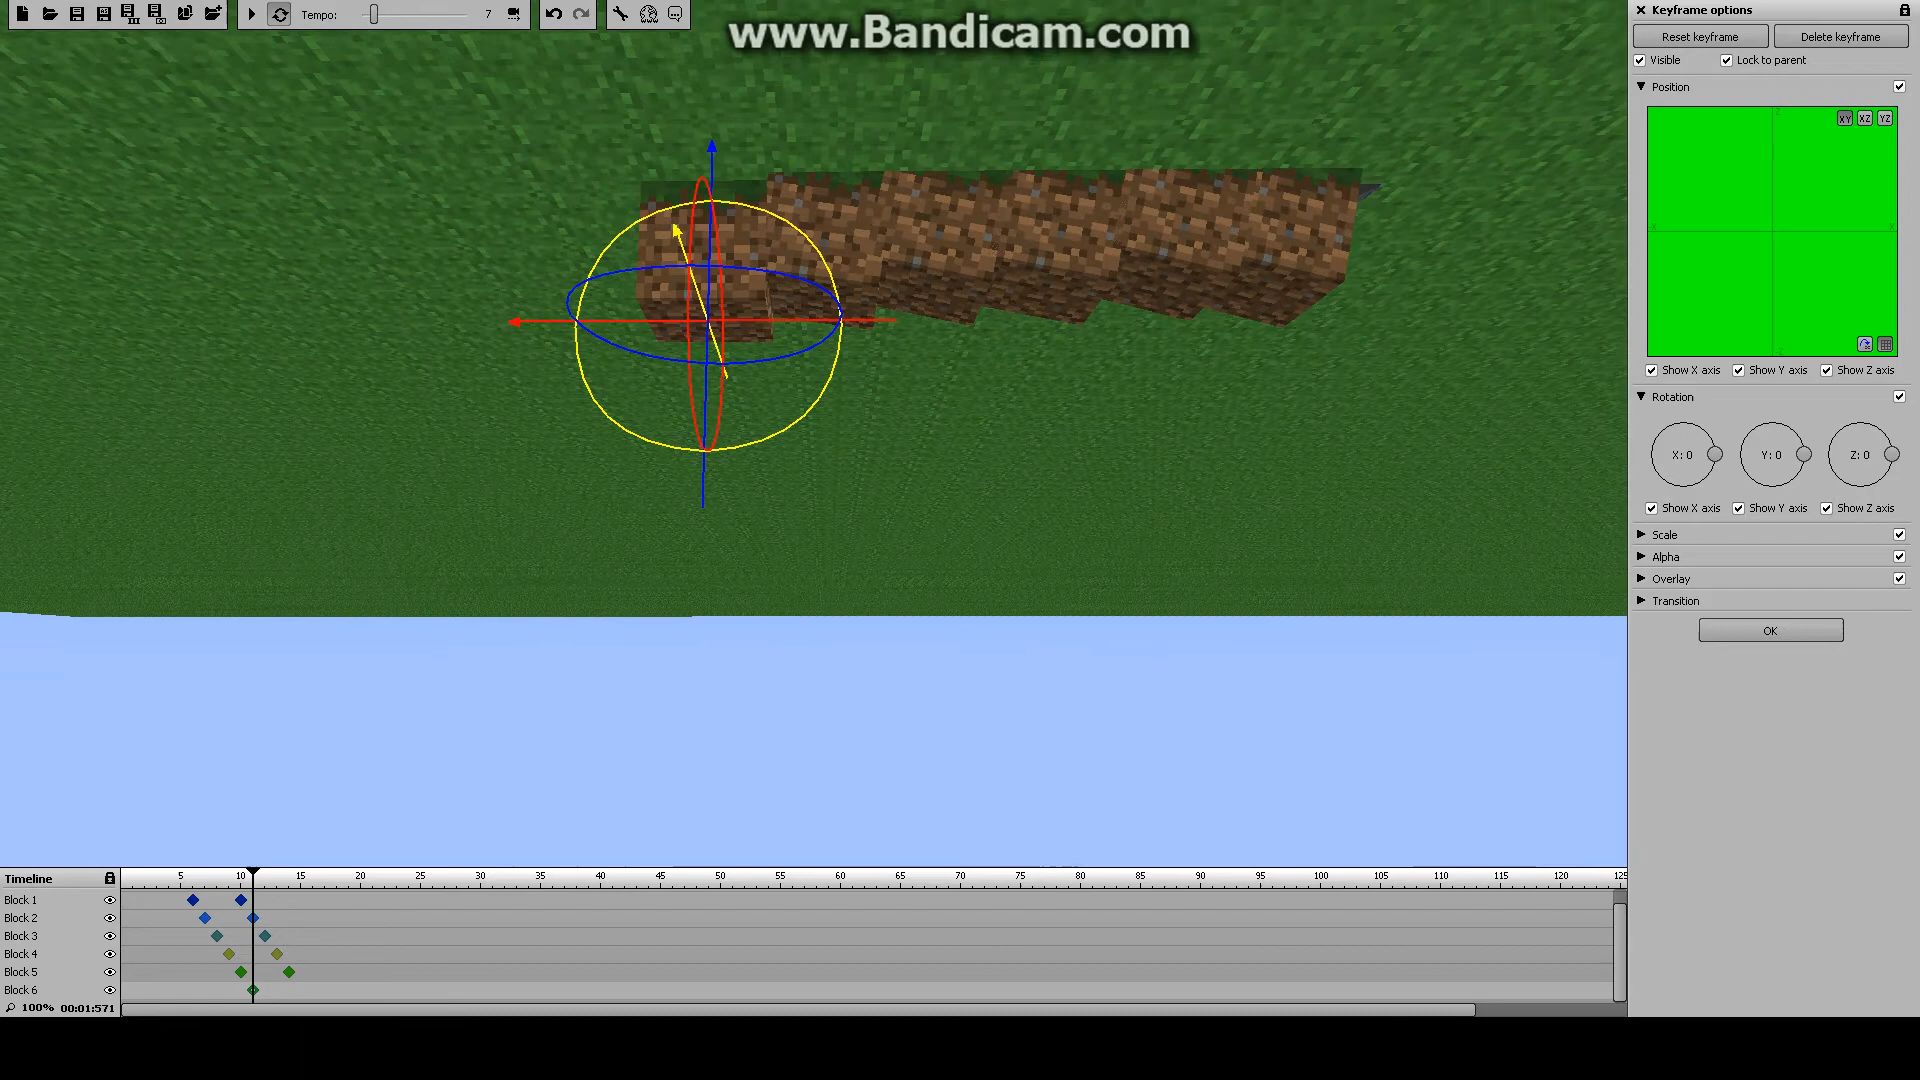 Tempo: 7
www.Bandicam.com
Keyframe options
Reset keyframe Delete keyframe
Visible Lock to parent
Position
XY XZ YZ
Show X axis Show Y axis Show Z axis
Rotation
X: 0 Y: 0 Z: 0
Show X axis Show Y axis Show Z axis
Scale
Alpha
Overlay
Transition
OK
Timeline 5 10 15 20 25 30 35 40 45 50 55 60 65 70 75 80 85 90 95 100 105 110 115 120 125
Block 1
Block 2
Block 3
Block 4
Block 5
Block 6
100% 00:01:571